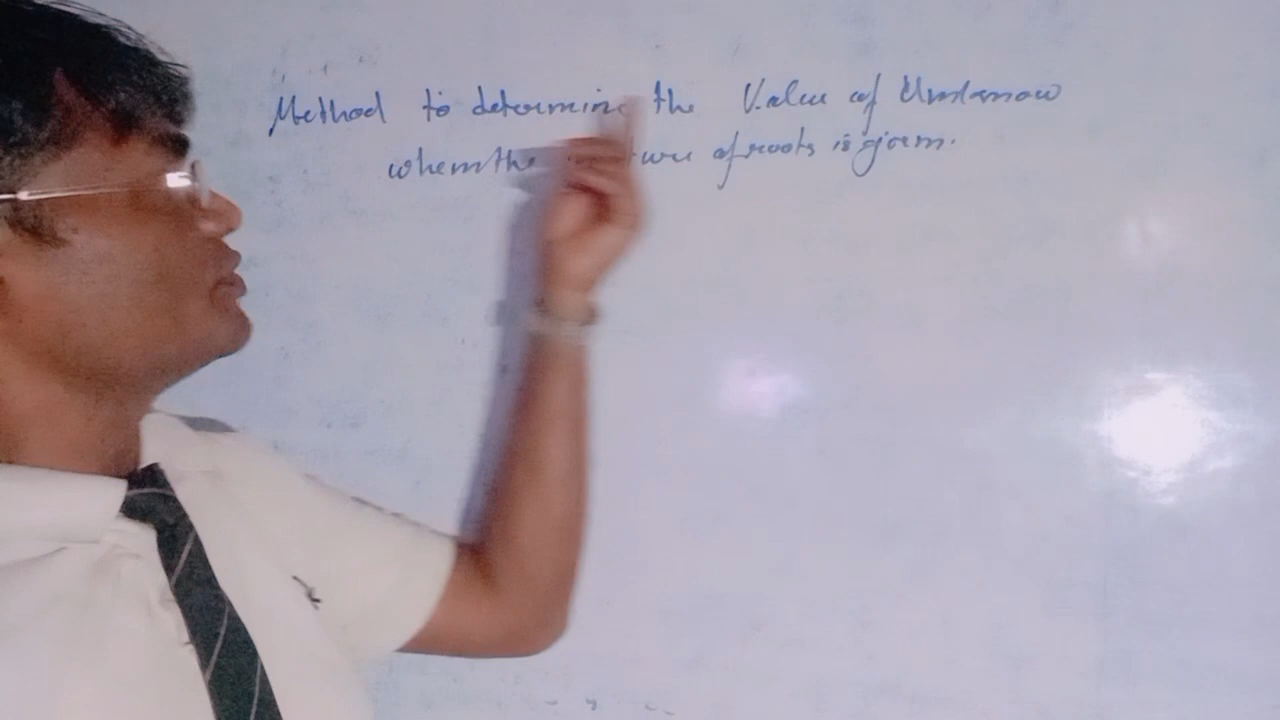 Method to determine the Value of Unknown
when the of roots is given.